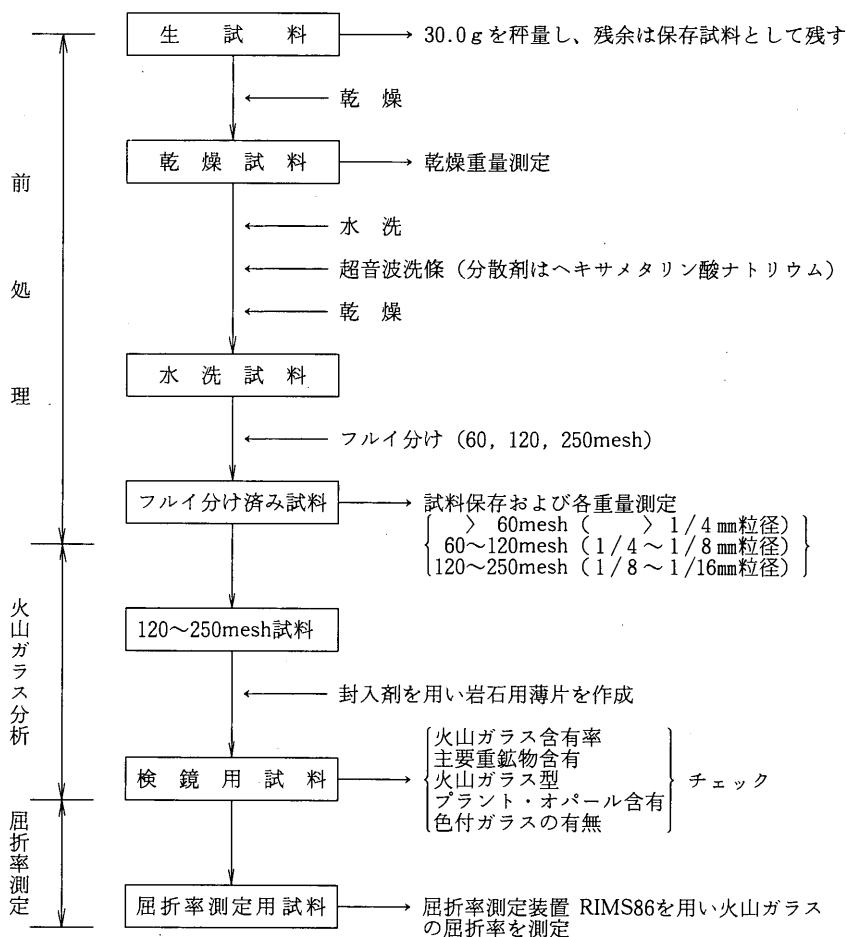 生試料
30.0gを秤量し、残余は保存試料として残す
乾燥
乾燥試料
乾燥重量測定
水洗
超音波洗滌（分散剤はヘキサメタリン酸ナトリウム）
乾燥
水洗試料
フルイ分け（60, 120, 250mesh）
フルイ分け済み試料
試料保存および各重量測定
〉 60mesh（ 〉 1/4㎜粒径）
60～120mesh（1/4～1/8㎜粒径）
120～250mesh（1/8～1/16㎜粒径）
前処理
120～250mesh試料
封入剤を用い岩石用薄片を作成
検鏡用試料
火山ガラス含有率
主要重鉱物含有
火山ガラス型
プラント・オパール含有
色付ガラスの有無
チェック
火山ガラス分析
屈折率測定用試料
屈折率測定装置 RIMS86を用い火山ガラス
の屈折率を測定
屈折率測定